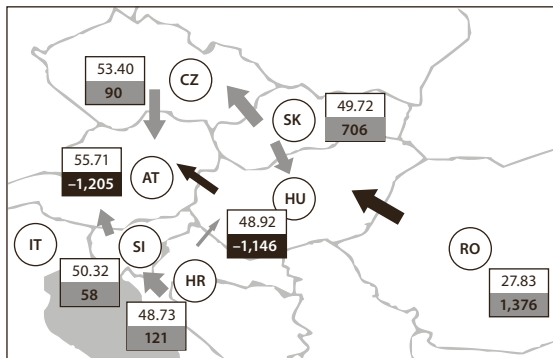 53.40
90
CZ
SK
49.72
706
55.71
–1,205
AT
HU
48.92
–1,146
IT
SI
RO
50.32
58
HR
27.83
1,376
48.73
121